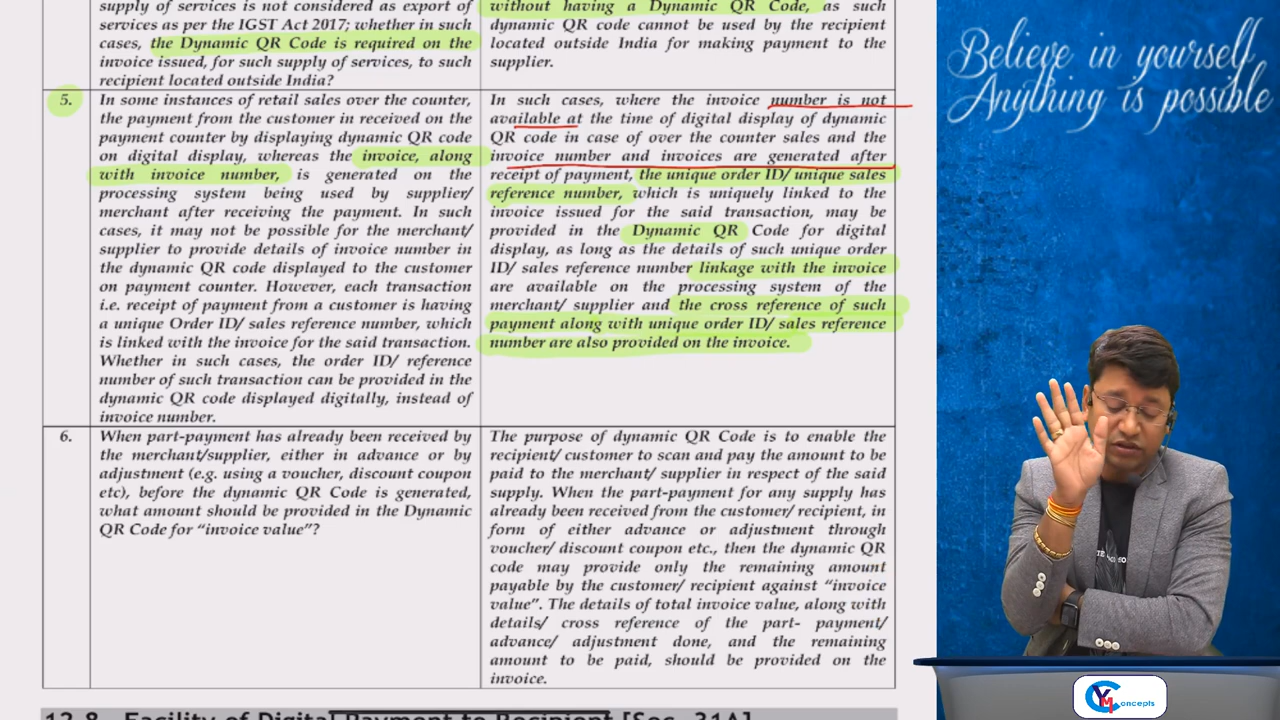 supply of services is not considered as export of
services as per the IGST Act 2017; whether in such
cases, the Dynamic QR Code is required on the
invoice issued, for such supply of services, to such
recipient located outside India?
without having a Dynamic QR Code, as such
dynamic QR code cannot be used by the recipient
located outside India for making payment to the
supplier.
5.
In some instances of retail sales over the counter,
the payment from the customer in received on the
payment counter by displaying dynamic QR code
on digital display, whereas the invoice, along
with invoice number, is generated on the
processing system being used by supplier/
merchant after receiving the payment. In such
cases, it may not be possible for the merchant/
supplier to provide details of invoice number in
the dynamic QR code displayed to the customer
on payment counter. However, each transaction
i.e. receipt of payment from a customer is having
a unique Order ID/ sales reference number, which
is linked with the invoice for the said transaction.
Whether in such cases, the order ID/ reference
number of such transaction can be provided in the
dynamic QR code displayed digitally, instead of
invoice number.
In such cases, where the invoice number is not
available at the time of digital display of dynamic
QR code in case of over the counter sales and the
invoice number and invoices are generated after
receipt of payment, the unique order ID/ unique sales
reference number, which is uniquely linked to the
invoice issued for the said transaction, may be
provided in the Dynamic QR Code for digital
display, as long as the details of such unique order
ID/ sales reference number linkage with the invoice
are available on the processing system of the
merchant/ supplier and the cross reference of such
payment along with unique order ID/ sales reference
number are also provided on the invoice.
6.
When part-payment has already been received by
the merchant/supplier, either in advance or by
adjustment (e.g. using a voucher, discount coupon
etc), before the dynamic QR Code is generated,
what amount should be provided in the Dynamic
QR Code for “invoice value”?
The purpose of dynamic QR Code is to enable the
recipient/ customer to scan and pay the amount to be
paid to the merchant/ supplier in respect of the said
supply. When the part-payment for any supply has
already been received from the customer/ recipient, in
form of either advance or adjustment through
voucher/ discount coupon etc., then the dynamic QR
code may provide only the remaining amount
payable by the customer/ recipient against “invoice
value”. The details of total invoice value, along with
details/ cross reference of the part- payment/
advance/ adjustment done, and the remaining
amount to be paid, should be provided on the
invoice.
12.8 Facility of Digital Payment to Recipient [Sec. 31A]
Believe in yourself
Anything is possible
YM Concepts